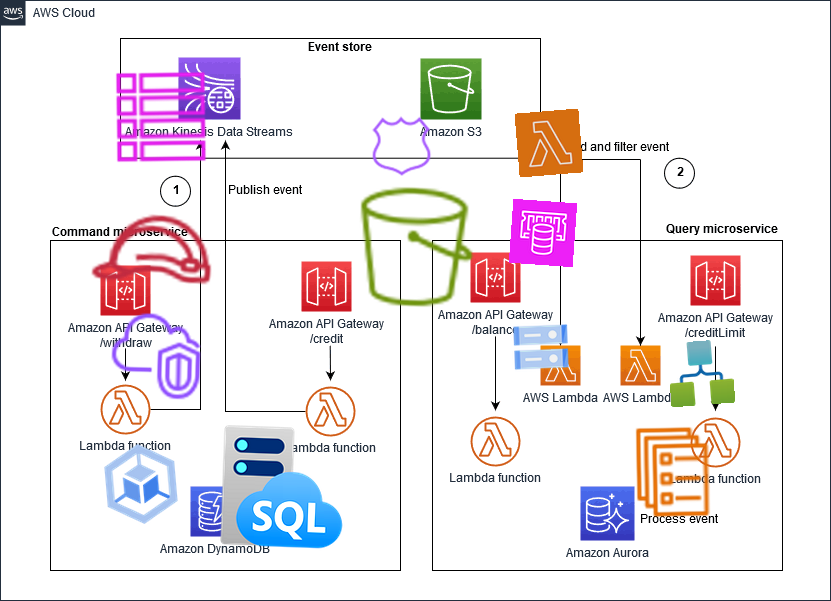 aws
AWS Cloud
Event store
Amazon Kinesis Data Streams
Amazon S3
and filter event
1
2
Publish event
Command microservice
Query microservice
Amazon API Gateway
/withdraw
Amazon API Gateway
/credit
Amazon API Gateway
/balance
Amazon API Gateway
/creditLimit
AWS Lambda
AWS Lambda
Lambda function
Lambda function
Lambda function
Lambda function
SQL
Process event
Amazon DynamoDB
Amazon Aurora